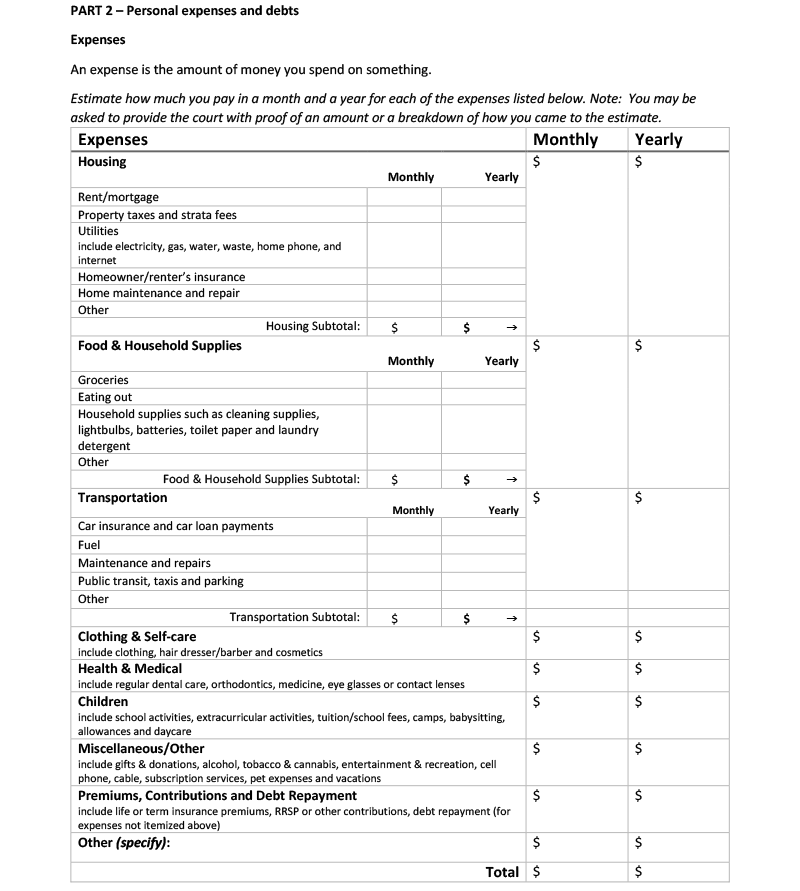 PART 2 – Personal expenses and debts
Expenses
An expense is the amount of money you spend on something.
Estimate how much you pay in a month and a year for each of the expenses listed below. Note: You may be
asked to provide the court with proof of an amount or a breakdown of how you came to the estimate.
Expenses Monthly Yearly
Housing $ $
Monthly Yearly
Rent/mortgage
Property taxes and strata fees
Utilities
include electricity, gas, water, waste, home phone, and
internet
Homeowner/renter's insurance
Home maintenance and repair
Other
Housing Subtotal: $ $ →
Food & Household Supplies $ $
Monthly Yearly
Groceries
Eating out
Household supplies such as cleaning supplies,
lightbulbs, batteries, toilet paper and laundry
detergent
Other
Food & Household Supplies Subtotal: $ $ →
Transportation $ $
Monthly Yearly
Car insurance and car loan payments
Fuel
Maintenance and repairs
Public transit, taxis and parking
Other
Transportation Subtotal: $ $ →
Clothing & Self-care $ $
include clothing, hair dresser/barber and cosmetics
Health & Medical $ $
include regular dental care, orthodontics, medicine, eye glasses or contact lenses
Children $ $
include school activities, extracurricular activities, tuition/school fees, camps, babysitting,
allowances and daycare
Miscellaneous/Other $ $
include gifts & donations, alcohol, tobacco & cannabis, entertainment & recreation, cell
phone, cable, subscription services, pet expenses and vacations
Premiums, Contributions and Debt Repayment $ $
include life or term insurance premiums, RRSP or other contributions, debt repayment (for
expenses not itemized above)
Other (specify): $ $
Total $ $